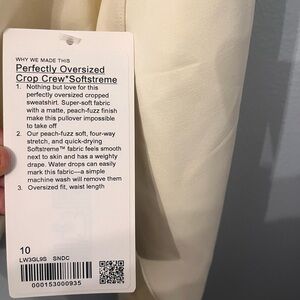 WHY WE MADE THIS
Perfectly Oversized
Crop Crew*Softstreme
1. Nothing but love for this
perfectly oversized cropped
sweatshirt. Super-soft fabric
with a matte, peach-fuzz finish
make this pullover impossible
to take off
2. Our peach-fuzz soft, four-way
stretch, and quick-drying
Softstreme™ fabric feels smooth
next to skin and has a weighty
drape. Water drops can easily
mark this fabric—a simple
machine wash will remove them
3. Oversized fit, waist length
10
LW3GL9S SNDC
000153000935